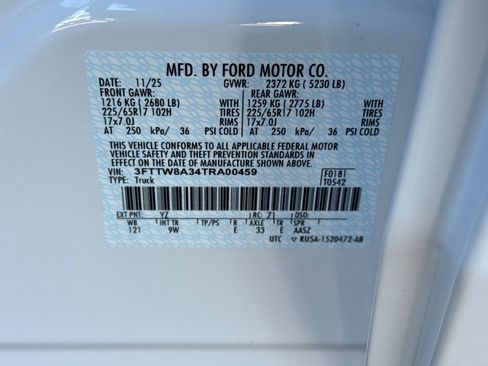 MFD. BY FORD MOTOR CO.
DATE: 11/25 GVWR: 2372 KG ( 5230 LB)
FRONT GAWR: REAR GAWR:
1216 KG ( 2680 LB) WITH 1259 KG ( 2775 LB) WITH
225/65R17 102H TIRES 225/65R17 102H TIRES
17x7.0J RIMS 17x7.0J RIMS
AT 250 kPa/ 36 PSI COLD AT 250 kPa/ 36 PSI COLD
THIS VEHICLE CONFORMS TO ALL APPLICABLE FEDERAL MOTOR
VEHICLE SAFETY AND THEFT PREVENTION STANDARDS IN
EFFECT ON THE DATE OF MANUFACTURE SHOWN ABOVE.
VIN: 3FTTW8A34TRA00459 F0181
TYPE: Truck T0542
EXT PNT: YZ RC: 71 DSO:
WB INT TR TP/PS R AXLE TR SPR
121 9W E 33 E AASZ
UTC ▽ RU5A-1520472-AB